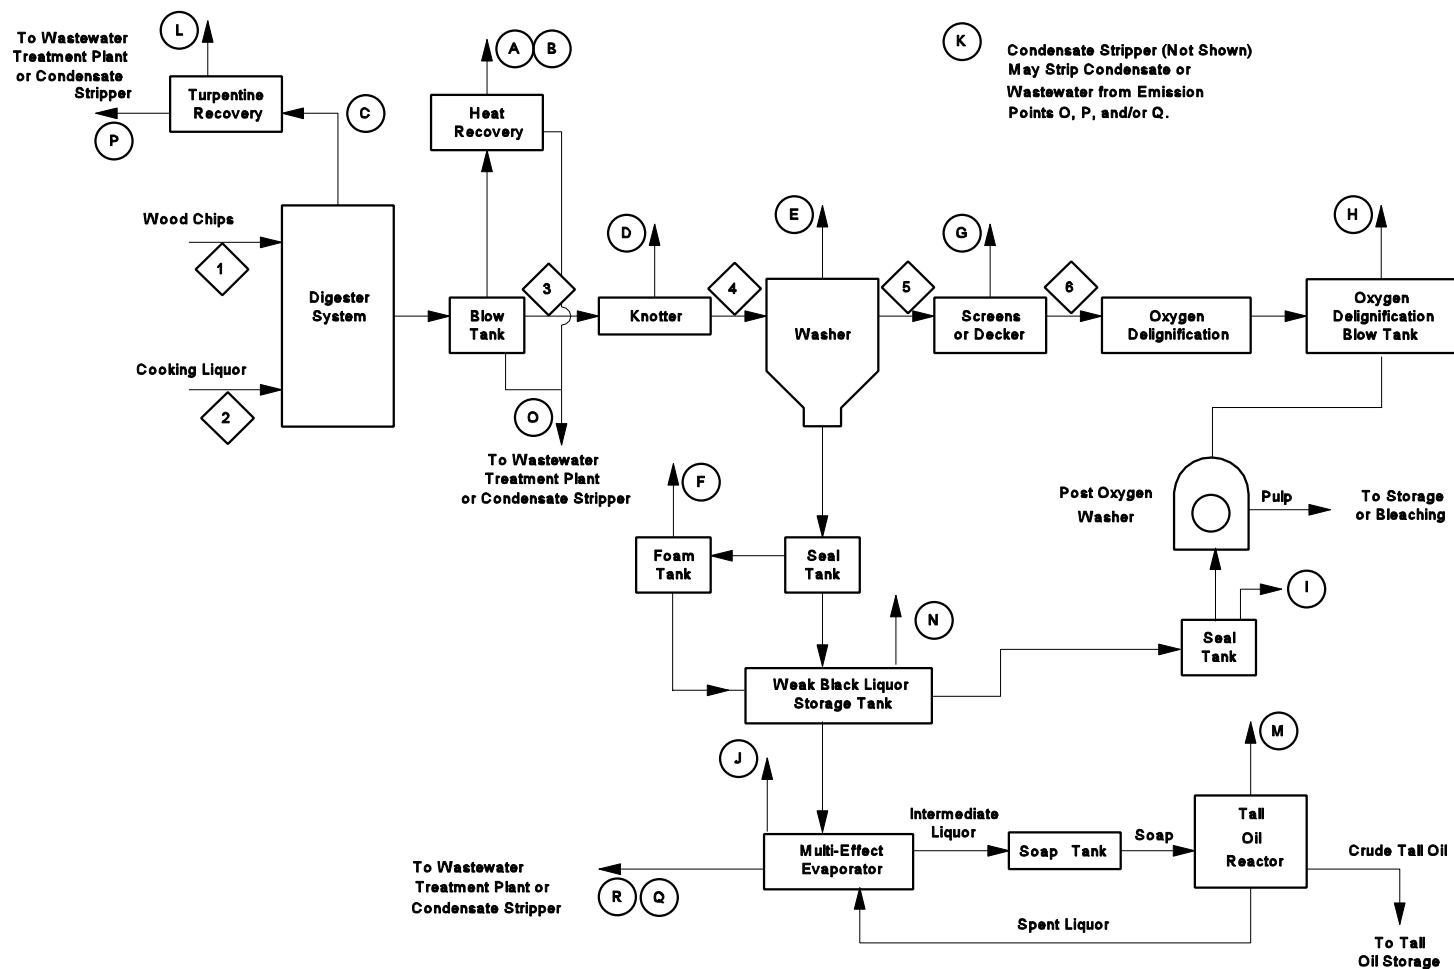 To Wastewater
Treatment Plant
or Condensate
Stripper
L
A
B
K
Condensate Stripper (Not Shown)
May Strip Condensate or
Wastewater from Emission
Points O, P, and/or Q.
Turpentine
Recovery
C
P
Heat
Recovery
Wood Chips
1
Digester
System
Cooking Liquor
2
Blow
Tank
3
D
Knotter
4
E
Washer
5
G
Screens
or Decker
6
Oxygen
Delignification
H
Oxygen
Delignification
Blow Tank
O
To Wastewater
Treatment Plant
or Condensate Stripper
F
Foam
Tank
Seal
Tank
Post Oxygen
Washer
Pulp
To Storage
or Bleaching
I
Seal
Tank
N
Weak Black Liquor
Storage Tank
J
M
Multi-Effect
Evaporator
Intermediate
Liquor
Soap Tank
Soap
Tall
Oil
Reactor
Crude Tall Oil
To Wastewater
Treatment Plant or
Condensate Stripper
R
Q
Spent Liquor
To Tall
Oil Storage